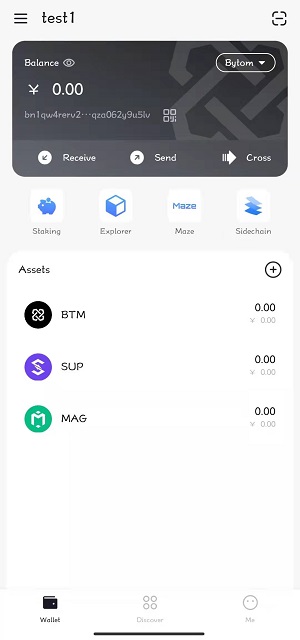 test1
Balance
Bytom
¥ 0.00
bn1qw4rerv2···qza062y9u5lv
Receive
Send
Cross
Staking
Explorer
Maze
Maze
Sidechain
Assets
BTM
0.00
¥ 0.00
SUP
0.00
¥ 0.00
MAG
0.00
¥ 0.00
Wallet
Discover
Me